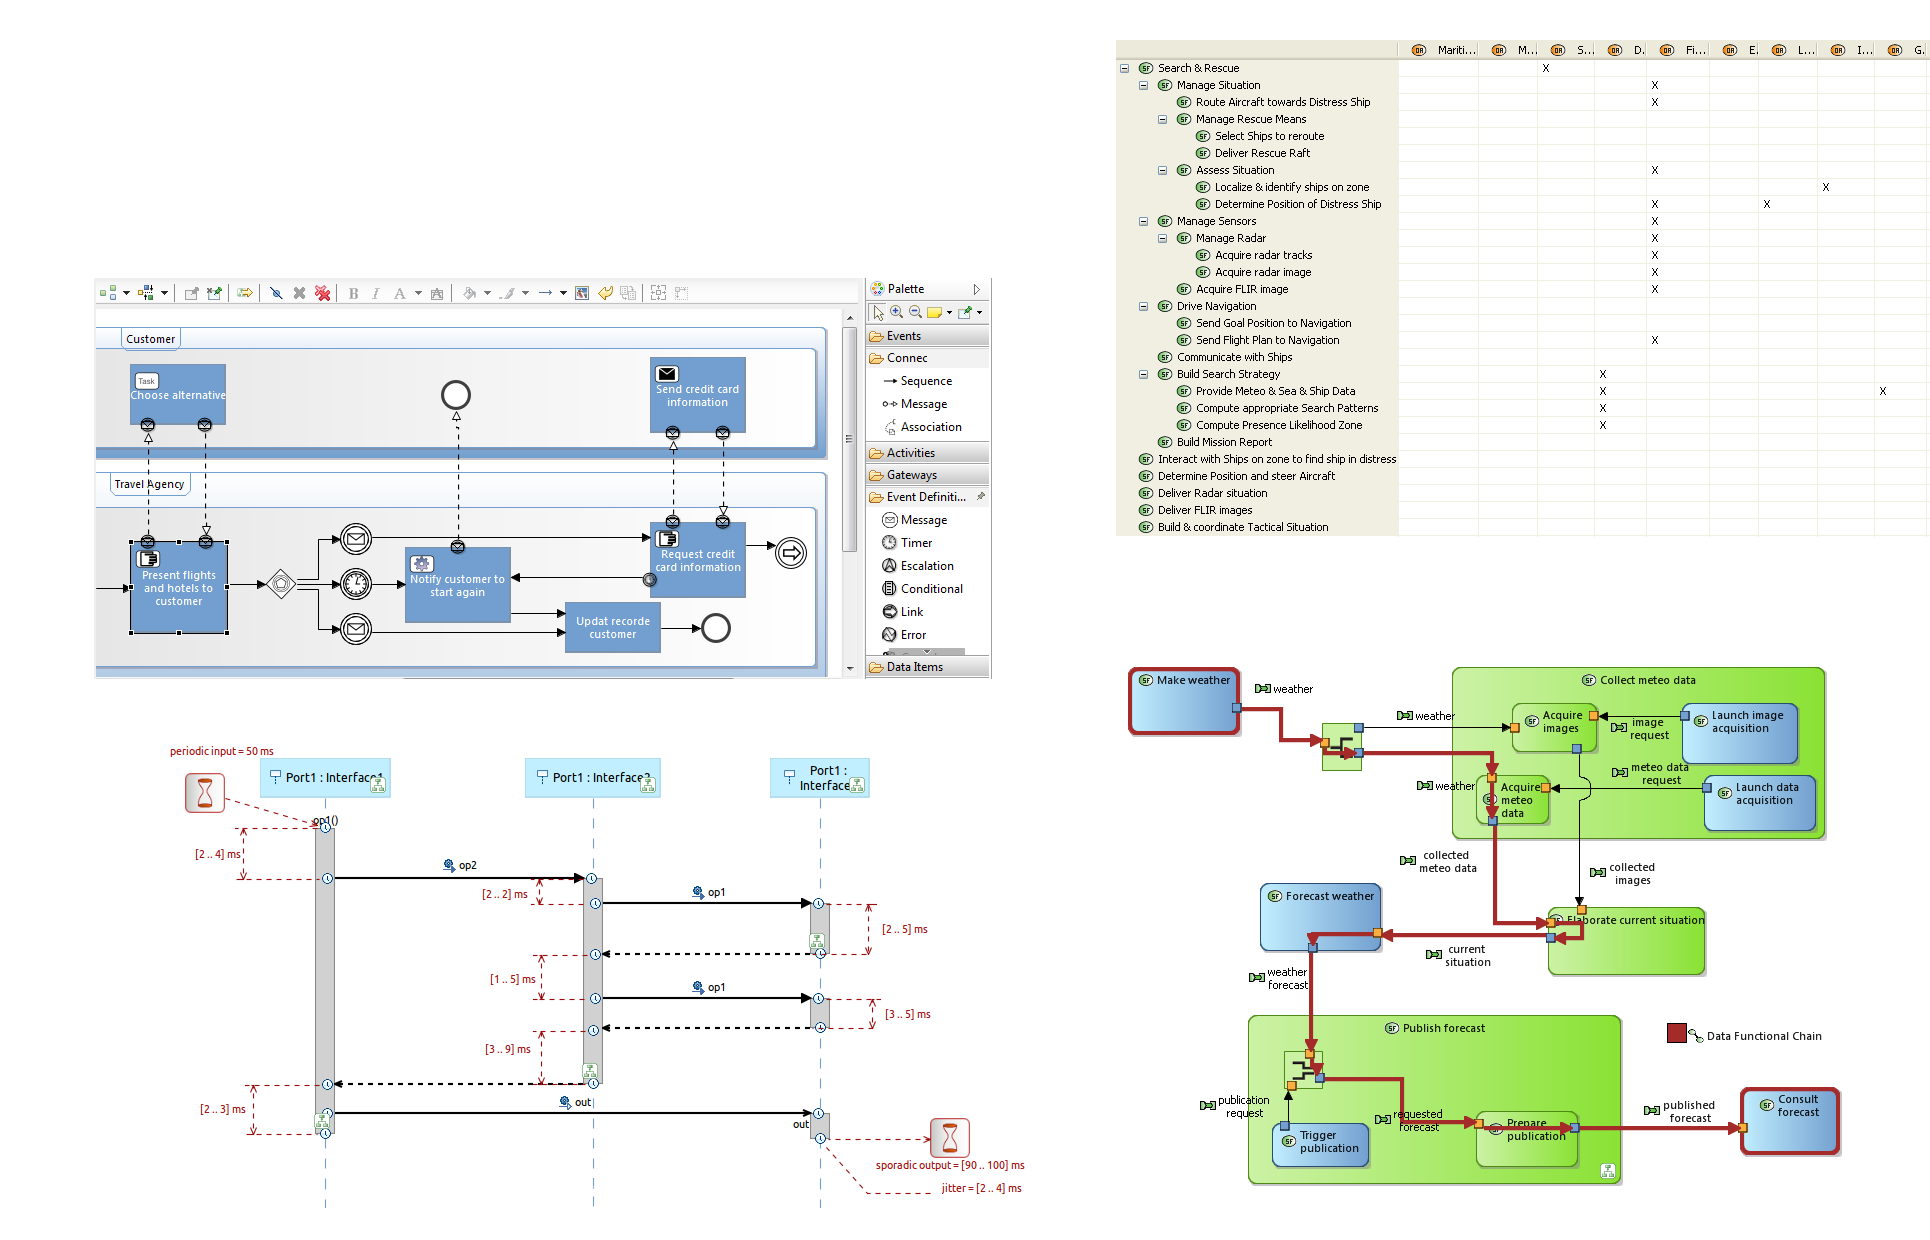 Mariti...
M...
S...
D.
Fi...
E.
L...
I...
G.
Search & Rescue
X
Manage Situation
X
Route Aircraft towards Distress Ship
X
Manage Rescue Means
Select Ships to reroute
Deliver Rescue Raft
Assess Situation
X
Localize & identify ships on zone
X
Determine Position of Distress Ship
X
X
Manage Sensors
X
Manage Radar
X
Acquire radar tracks
X
Acquire radar image
X
Acquire FLIR image
X
Drive Navigation
Send Goal Position to Navigation
Send Flight Plan to Navigation
X
Communicate with Ships
Build Search Strategy
X
Provide Meteo & Sea & Ship Data
X
X
Compute appropriate Search Patterns
X
Compute Presence Likelihood Zone
X
Build Mission Report
Interact with Ships on zone to find ship in distress
Determine Position and steer Aircraft
Deliver Radar situation
Deliver FLIR images
Build & coordinate Tactical Situation
B
I
A
A
Palette
Events
Connec
Sequence
Message
Association
Activities
Gateways
Event Definiti...
Message
Timer
Escalation
Conditional
Link
Error
Data Items
Customer
Task
Choose alternative
Send credit card
information
Travel Agency
Present flights
and hotels to
customer
Notify customer to
start again
Request credit
card information
Updat recorde
customer
periodic input = 50 ms
Port1 : Interface1
Port1 : Interface2
Port1 :
Interface
op1()
[2 .. 4] ms
op2
[2 .. 2] ms
op1
[2 .. 5] ms
[1 .. 5] ms
op1
[3 .. 5] ms
[3 .. 9] ms
[2 .. 3] ms
out
out
sporadic output = [90 .. 100] ms
jitter = [2 .. 4] ms
Make weather
weather
Collect meteo data
weather
Acquire
images
image
request
Launch image
acquisition
weather
Acquire
meteo
data
meteo data
request
Launch data
acquisition
collected
meteo data
collected
images
Forecast weather
Elaborate current situation
current
situation
weather
forecast
Publish forecast
Data Functional Chain
publication
request
requested
forecast
Trigger
publication
Prepare
publication
published
forecast
Consult
forecast